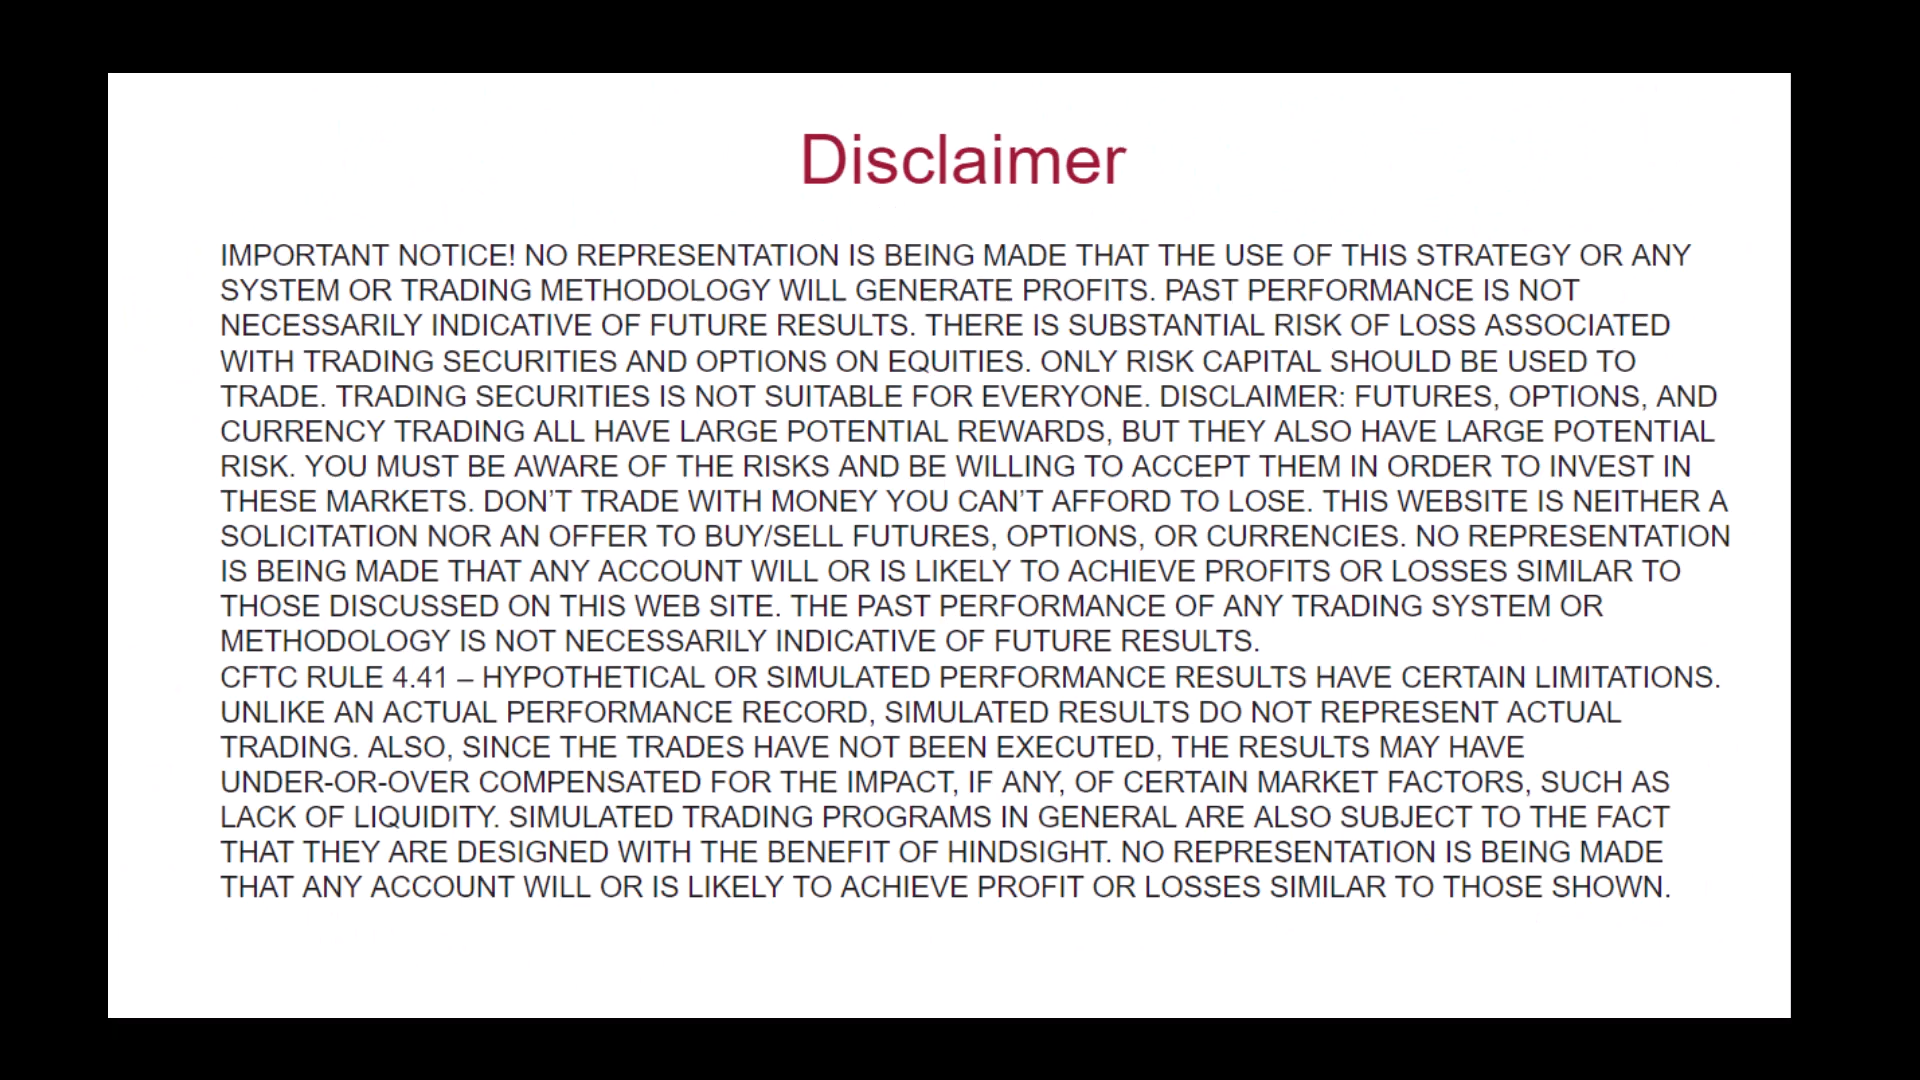 Disclaimer
IMPORTANT NOTICE! NO REPRESENTATION IS BEING MADE THAT THE USE OF THIS STRATEGY OR ANY
SYSTEM OR TRADING METHODOLOGY WILL GENERATE PROFITS. PAST PERFORMANCE IS NOT
NECESSARILY INDICATIVE OF FUTURE RESULTS. THERE IS SUBSTANTIAL RISK OF LOSS ASSOCIATED
WITH TRADING SECURITIES AND OPTIONS ON EQUITIES. ONLY RISK CAPITAL SHOULD BE USED TO
TRADE. TRADING SECURITIES IS NOT SUITABLE FOR EVERYONE. DISCLAIMER: FUTURES, OPTIONS, AND
CURRENCY TRADING ALL HAVE LARGE POTENTIAL REWARDS, BUT THEY ALSO HAVE LARGE POTENTIAL
RISK. YOU MUST BE AWARE OF THE RISKS AND BE WILLING TO ACCEPT THEM IN ORDER TO INVEST IN
THESE MARKETS. DON’T TRADE WITH MONEY YOU CAN’T AFFORD TO LOSE. THIS WEBSITE IS NEITHER A
SOLICITATION NOR AN OFFER TO BUY/SELL FUTURES, OPTIONS, OR CURRENCIES. NO REPRESENTATION
IS BEING MADE THAT ANY ACCOUNT WILL OR IS LIKELY TO ACHIEVE PROFITS OR LOSSES SIMILAR TO
THOSE DISCUSSED ON THIS WEB SITE. THE PAST PERFORMANCE OF ANY TRADING SYSTEM OR
METHODOLOGY IS NOT NECESSARILY INDICATIVE OF FUTURE RESULTS.
CFTC RULE 4.41 – HYPOTHETICAL OR SIMULATED PERFORMANCE RESULTS HAVE CERTAIN LIMITATIONS.
UNLIKE AN ACTUAL PERFORMANCE RECORD, SIMULATED RESULTS DO NOT REPRESENT ACTUAL
TRADING. ALSO, SINCE THE TRADES HAVE NOT BEEN EXECUTED, THE RESULTS MAY HAVE
UNDER-OR-OVER COMPENSATED FOR THE IMPACT, IF ANY, OF CERTAIN MARKET FACTORS, SUCH AS
LACK OF LIQUIDITY. SIMULATED TRADING PROGRAMS IN GENERAL ARE ALSO SUBJECT TO THE FACT
THAT THEY ARE DESIGNED WITH THE BENEFIT OF HINDSIGHT. NO REPRESENTATION IS BEING MADE
THAT ANY ACCOUNT WILL OR IS LIKELY TO ACHIEVE PROFIT OR LOSSES SIMILAR TO THOSE SHOWN.